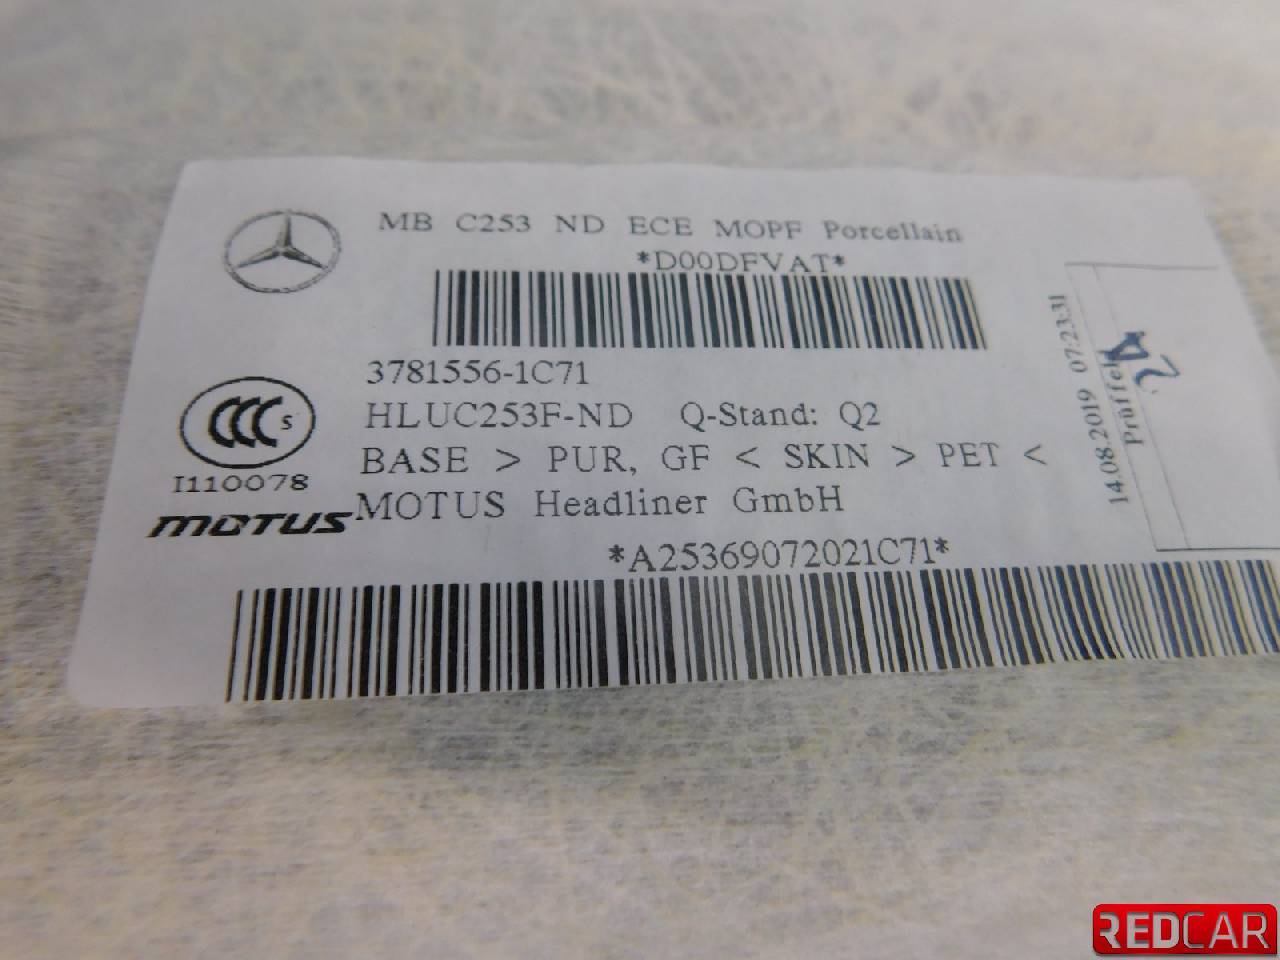 MB C253 ND ECE MOPF Porcellain
*D00DFVAT*
3781556-1C71
HLUC253F-ND Q-Stand: Q2
BASE > PUR, GF < SKIN > PET <
MOTUS Headliner GmbH
*A25369072021C71*
CCC S
I110078
MOTUS
14.08.2019 07:23:31
Prüffeld
REDCAR